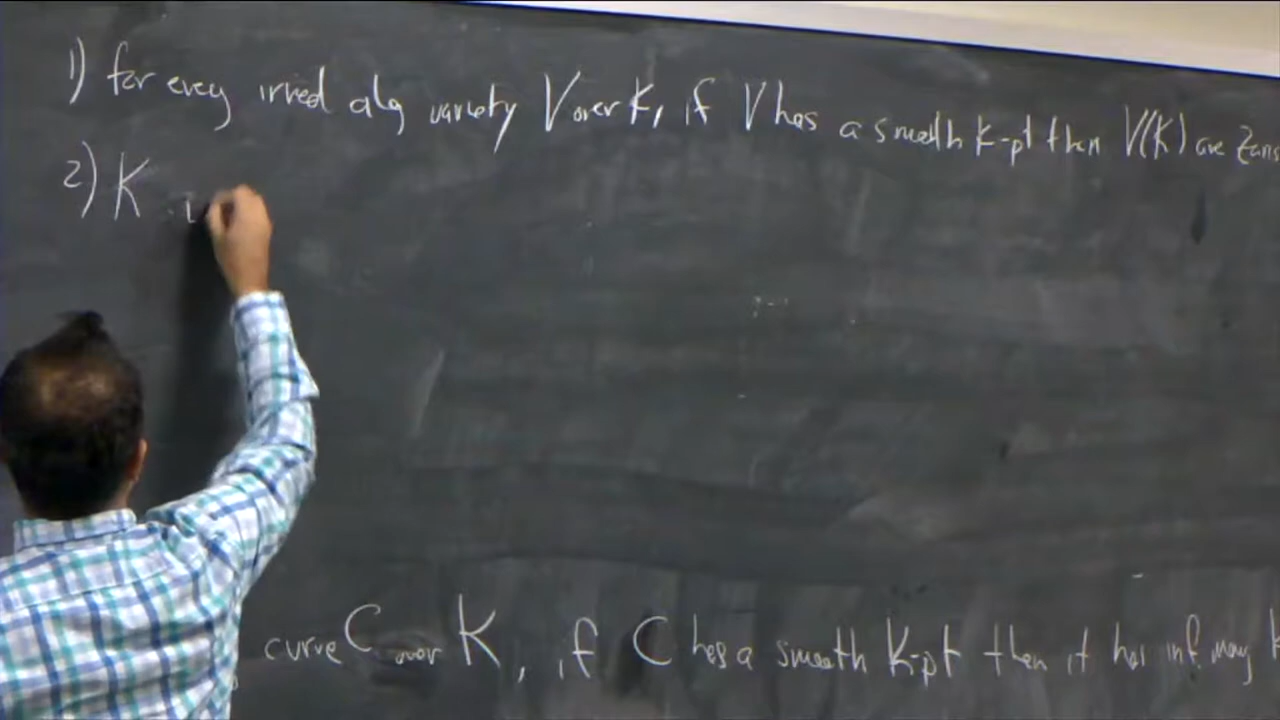 1) for every irred alg variety V over K, if V has a smooth K-pt then V(K) are Zaris
2) K i
curve C over K, if C has a smooth K-pt then it has inf. many K